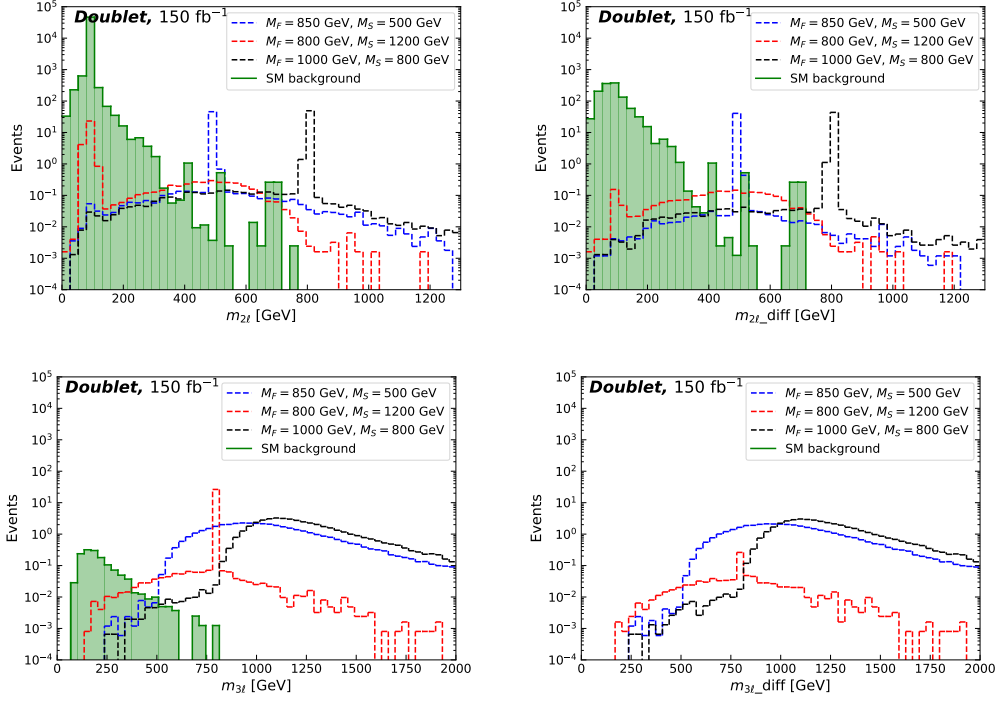 Doublet, 150 fb⁻¹
M_F = 850 GeV, M_S = 500 GeV
M_F = 800 GeV, M_S = 1200 GeV
M_F = 1000 GeV, M_S = 800 GeV
SM background
Events
10⁵
10⁴
10³
10²
10¹
10⁰
10⁻¹
10⁻²
10⁻³
10⁻⁴
0 200 400 600 800 1000 1200
m_2ℓ [GeV]
Doublet, 150 fb⁻¹
M_F = 850 GeV, M_S = 500 GeV
M_F = 800 GeV, M_S = 1200 GeV
M_F = 1000 GeV, M_S = 800 GeV
SM background
Events
10⁵
10⁴
10³
10²
10¹
10⁰
10⁻¹
10⁻²
10⁻³
10⁻⁴
0 200 400 600 800 1000 1200
m_2ℓ_diff [GeV]
Doublet, 150 fb⁻¹
M_F = 850 GeV, M_S = 500 GeV
M_F = 800 GeV, M_S = 1200 GeV
M_F = 1000 GeV, M_S = 800 GeV
SM background
Events
10⁵
10⁴
10³
10²
10¹
10⁰
10⁻¹
10⁻²
10⁻³
10⁻⁴
0 250 500 750 1000 1250 1500 1750 2000
m_3ℓ [GeV]
Doublet, 150 fb⁻¹
M_F = 850 GeV, M_S = 500 GeV
M_F = 800 GeV, M_S = 1200 GeV
M_F = 1000 GeV, M_S = 800 GeV
SM background
Events
10⁵
10⁴
10³
10²
10¹
10⁰
10⁻¹
10⁻²
10⁻³
10⁻⁴
0 250 500 750 1000 1250 1500 1750 2000
m_3ℓ_diff [GeV]